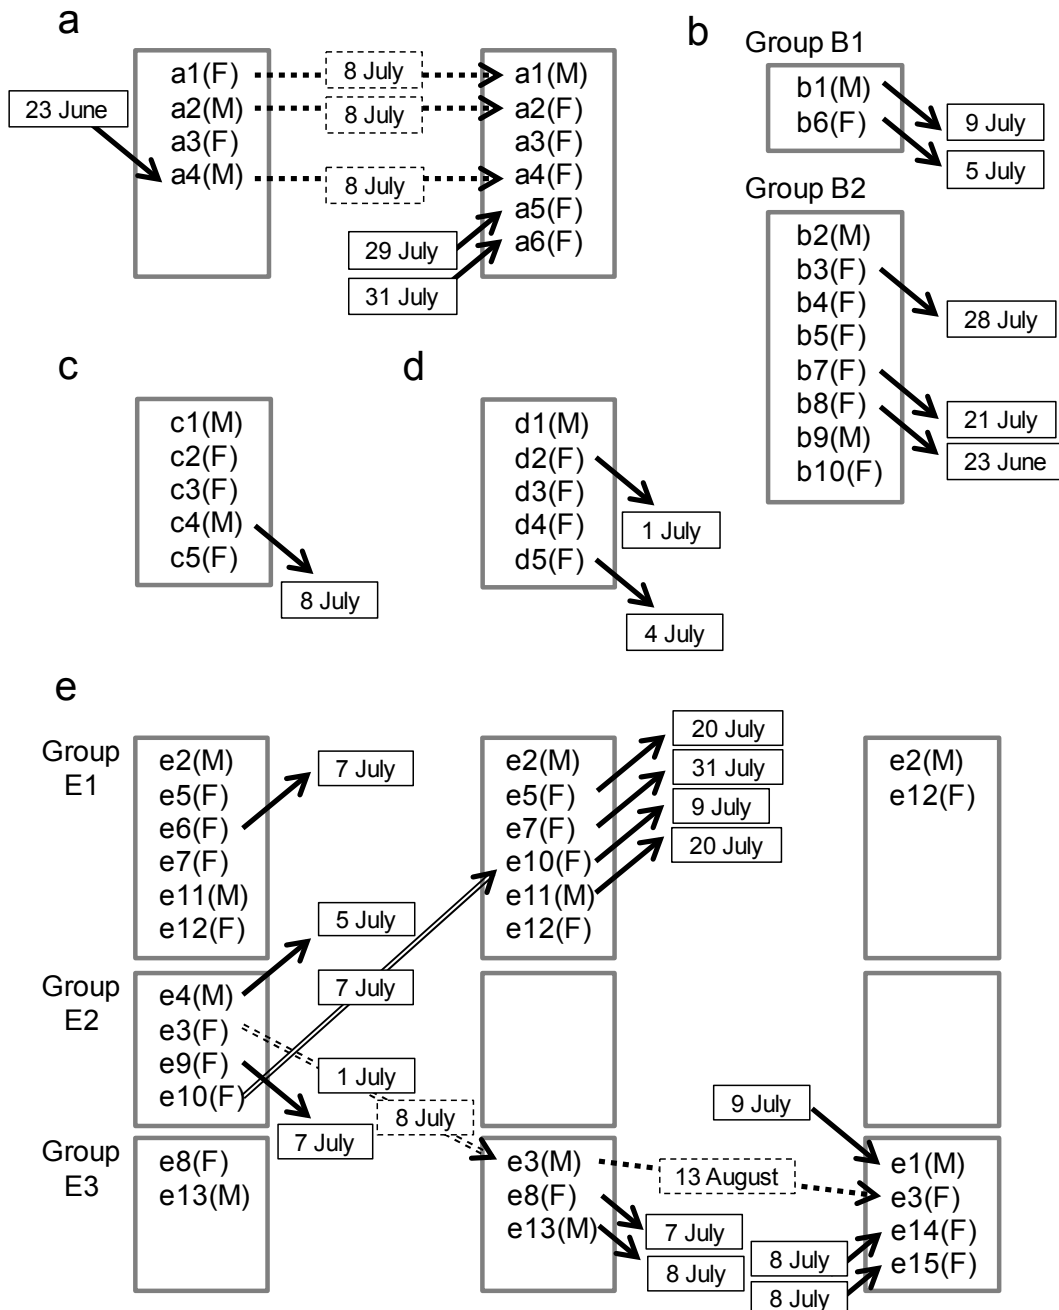 a
a1(F)
a2(M)
a3(F)
a4(M)
23 June
8 July
8 July
8 July
a1(M)
a2(F)
a3(F)
a4(F)
a5(F)
a6(F)
29 July
31 July
b
Group B1
b1(M)
b6(F)
9 July
5 July
Group B2
b2(M)
b3(F)
b4(F)
b5(F)
b7(F)
b8(F)
b9(M)
b10(F)
28 July
21 July
23 June
c
c1(M)
c2(F)
c3(F)
c4(M)
c5(F)
8 July
d
d1(M)
d2(F)
d3(F)
d4(F)
d5(F)
1 July
4 July
e
Group
E1
e2(M)
e5(F)
e6(F)
e7(F)
e11(M)
e12(F)
7 July
e2(M)
e5(F)
e7(F)
e10(F)
e11(M)
e12(F)
20 July
31 July
9 July
20 July
e2(M)
e12(F)
Group
E2
e4(M)
e3(F)
e9(F)
e10(F)
5 July
7 July
1 July
8 July
7 July
Group
E3
e8(F)
e13(M)
e3(M)
e8(F)
e13(M)
13 August
7 July
8 July
9 July
8 July
8 July
e1(M)
e3(F)
e14(F)
e15(F)